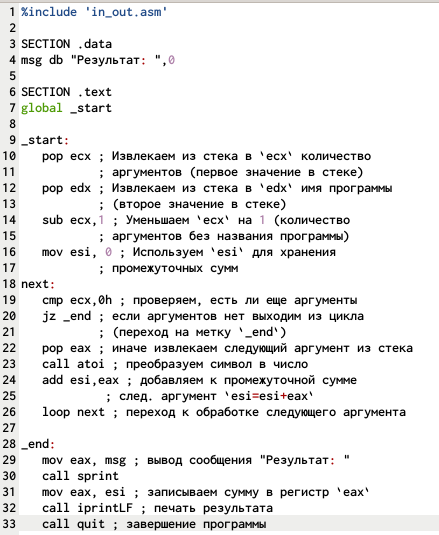 1 %include 'in_out.asm'
2
3 SECTION .data
4 msg db "Результат: ",0
5
6 SECTION .text
7 global _start
8
9 _start:
10 pop ecx ; Извлекаем из стека в `ecx` количество
11 ; аргументов (первое значение в стеке)
12 pop edx ; Извлекаем из стека в `edx` имя программы
13 ; (второе значение в стеке)
14 sub ecx,1 ; Уменьшаем `ecx` на 1 (количество
15 ; аргументов без названия программы)
16 mov esi, 0 ; Используем `esi` для хранения
17 ; промежуточных сумм
18 next:
19 cmp ecx,0h ; проверяем, есть ли еще аргументы
20 jz _end ; если аргументов нет выходим из цикла
21 ; (переход на метку `_end`)
22 pop eax ; иначе извлекаем следующий аргумент из стека
23 call atoi ; преобразуем символ в число
24 add esi,eax ; добавляем к промежуточной сумме
25 ; след. аргумент `esi=esi+eax`
26 loop next ; переход к обработке следующего аргумента
27
28 _end:
29 mov eax, msg ; вывод сообщения "Результат: "
30 call sprint
31 mov eax, esi ; записываем сумму в регистр `eax`
32 call iprintLF ; печать результата
33 call quit ; завершение программы